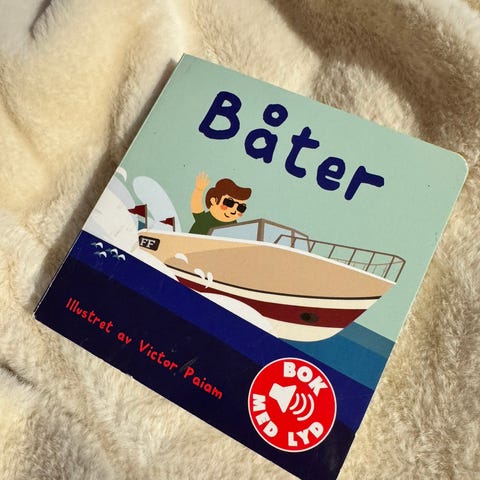 Båter
FF
Illustret av Victor Paiam
BOK
MED LYD